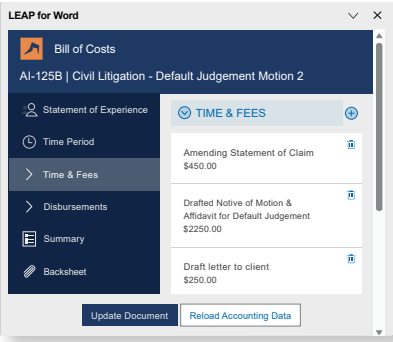 LEAP for Word
Bill of Costs
AI-125B | Civil Litigation - Default Judgement Motion 2
Statement of Experience
Time Period
Time & Fees
Disbursements
Summary
Backsheet
TIME & FEES
Amending Statement of Claim
$450.00
Drafted Notive of Motion &
Affidavit for Default Judgement
$2250.00
Draft letter to client
$250.00
Update Document
Reload Accounting Data